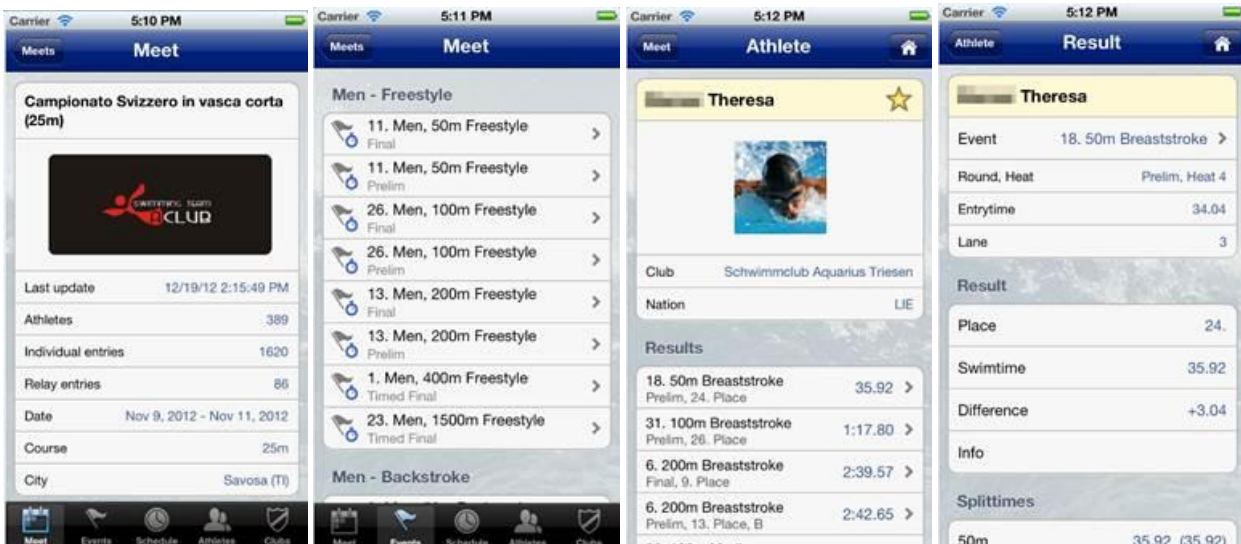 Carrier 5:10 PM
Meets Meet
Campionato Svizzero in vasca corta
(25m)
SWIMMING TEAM
CLUB
Last update 12/19/12 2:15:49 PM
Athletes 389
Individual entries 1620
Relay entries 86
Date Nov 9, 2012 - Nov 11, 2012
Course 25m
City Savosa (TI)
Meet Events Schedule Athletes Clubs
Carrier 5:11 PM
Meets Meet
Men - Freestyle
11. Men, 50m Freestyle
Final
11. Men, 50m Freestyle
Prelim
26. Men, 100m Freestyle
Final
26. Men, 100m Freestyle
Prelim
13. Men, 200m Freestyle
Final
13. Men, 200m Freestyle
Prelim
1. Men, 400m Freestyle
Timed Final
23. Men, 1500m Freestyle
Timed Final
Men - Backstroke
Meet Events Schedule Athletes Clubs
Carrier 5:12 PM
Meet Athlete
Theresa
Club Schwimmclub Aquarius Triesen
Nation LIE
Results
18. 50m Breaststroke 35.92
Prelim, 24. Place
31. 100m Breaststroke 1:17.80
Prelim, 26. Place
6. 200m Breaststroke 2:39.57
Final, 9. Place
6. 200m Breaststroke 2:42.65
Prelim, 13. Place, B
Carrier 5:12 PM
Athlete Result
Theresa
Event 18. 50m Breaststroke
Round, Heat Prelim, Heat 4
Entrytime 34.04
Lane 3
Result
Place 24.
Swimtime 35.92
Difference +3.04
Info
Splittimes
50m 35.92 (35.92)